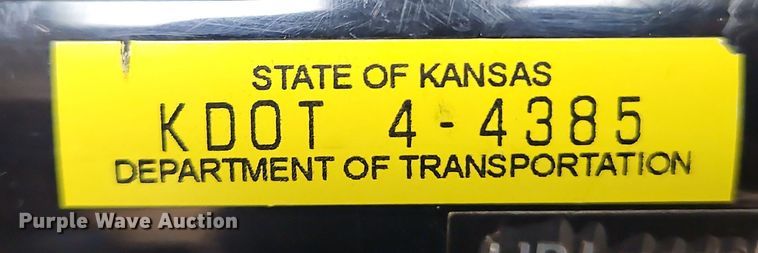 STATE OF KANSAS
KDOT 4-4385
DEPARTMENT OF TRANSPORTATION
Purple Wave Auction